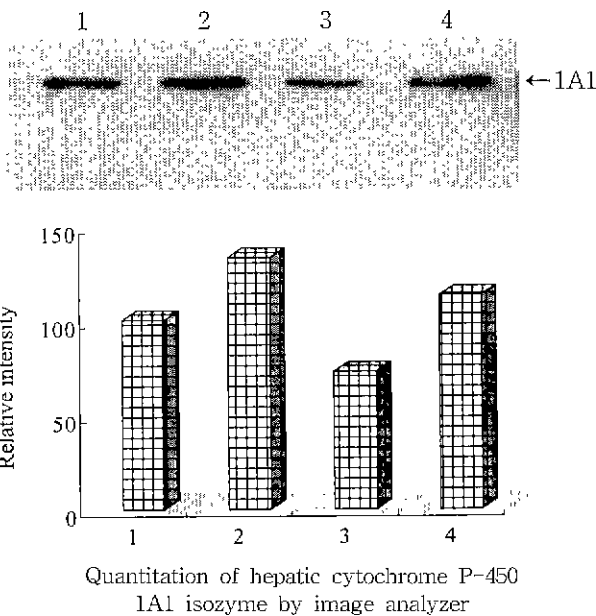 1 2 3 4
←1A1
150
100
50
0
Relative intensity
1 2 3 4
Quantitation of hepatic cytochrome P-450
1A1 isozyme by image analyzer